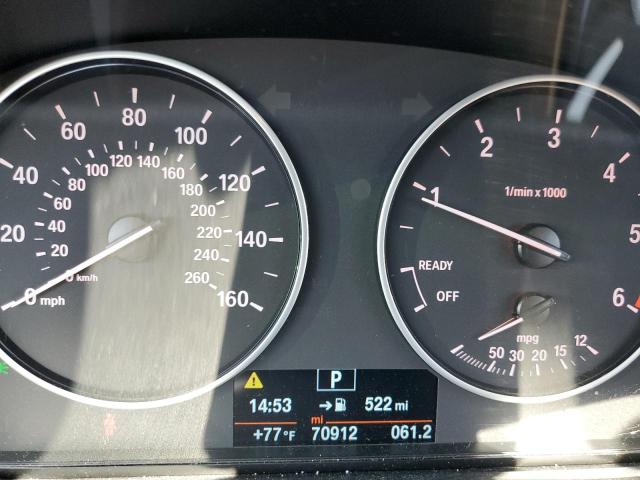 80
60
100
40
120
20
140
0 mph
160
120 140
100
160
80
180
60
200
40
220
20
240
0 km/h
260
3
2
4
1
5
6
1/min x 1000
READY
OFF
mpg
50 30 20 15 12
P
14:53
522 mi
mi
+77°F 70912 061.2